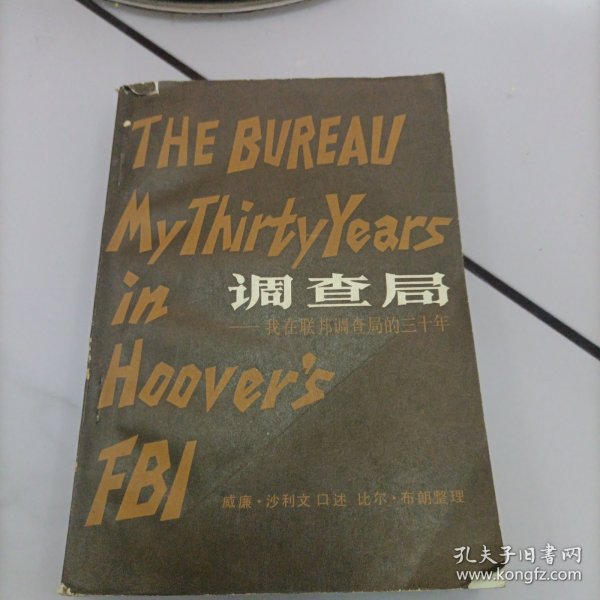 THE BUREAU
My Thirty Years
in
调查局
——我在联邦调查局的三十年
Hoover's
FBI
威廉·沙利文口述 比尔·布朗整理
孔夫子旧书网
www.kongfz.com